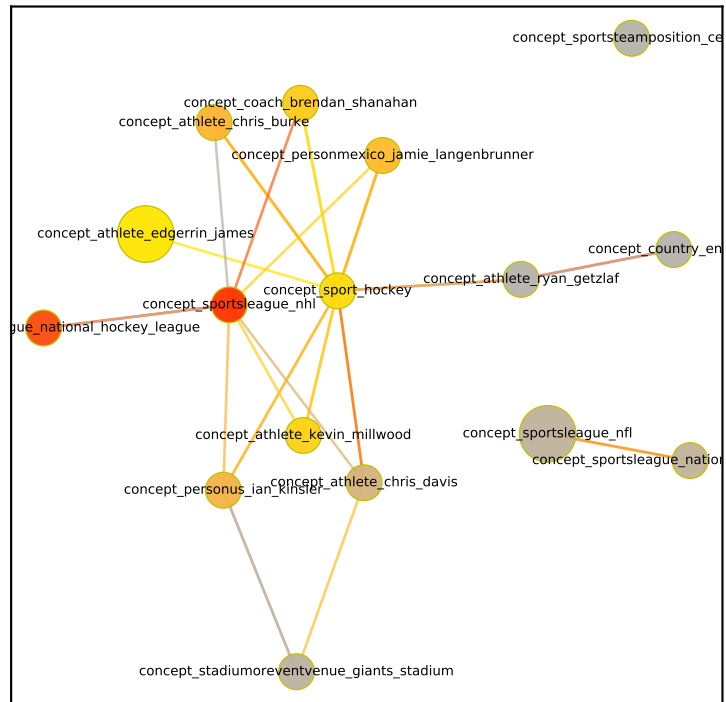 concept_sportsteamposition_ce
concept_coach_brendan_shanahan
concept_athlete_chris_burke
concept_personmexico_jamie_langenbrunner
concept_athlete_edgerrin_james
concept_country_en
concept_athlete_ryan_getzlaf
concept_sport_hockey
concept_sportsleague_nhl
gue_national_hockey_league
concept_sportsleague_nfl
concept_athlete_kevin_millwood
concept_sportsleague_nation
concept_athlete_chris_davis
concept_personus_ian_kinsler
concept_stadiumoreventvenue_giants_stadium